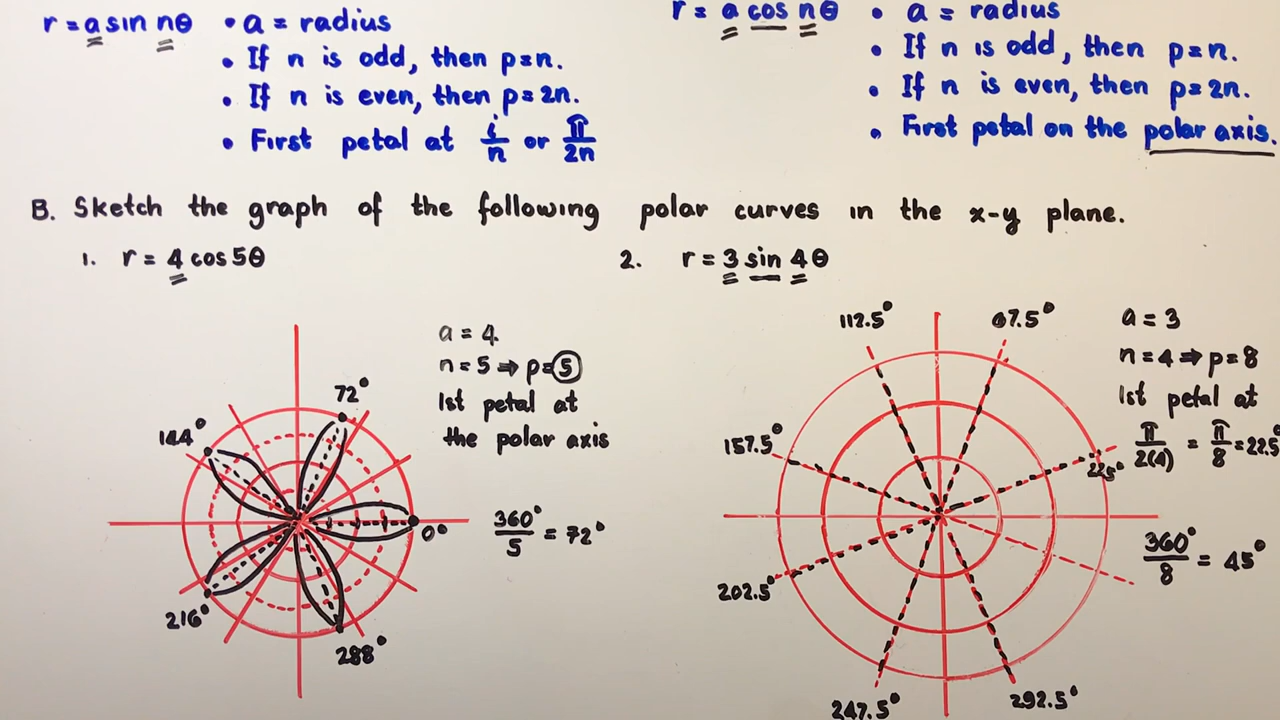 r = a sin nθ • a = radius
• If n is odd, then p=n.
• If n is even, then p=2n.
• First petal at i/n or π/2n
r = a cos nθ • a = radius
• If n is odd, then p=n.
• If n is even, then p=2n.
• First petal on the polar axis.
B. Sketch the graph of the following polar curves in the x-y plane.
1. r = 4 cos 5θ
a = 4
n = 5 ⇒ p=5
1st petal at
the polar axis
360°/5 = 72°
72°
144°
0°
216°
288°
2. r = 3 sin 4θ
a = 3
n = 4 ⇒ p = 8
1st petal at
π/2(4) = π/8 = 22.5°
360°/8 = 45°
112.5°
67.5°
157.5°
22.5°
202.5°
247.5°
292.5°